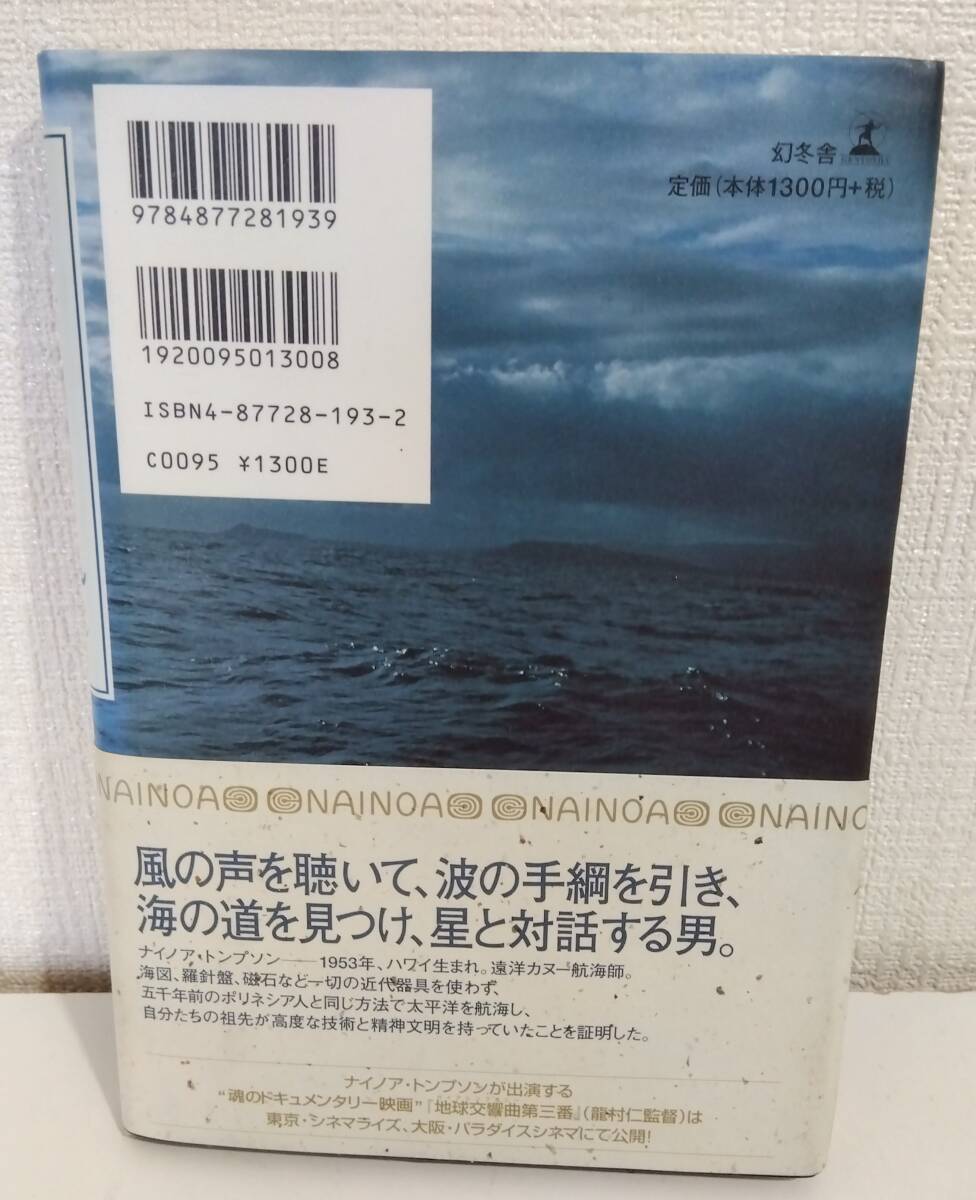 9784877281939
1920095013008
ISBN4-87728-193-2
C0095 ¥1300E
幻冬舎
定価(本体1300円+税)
NAINOA NAINOA NAINOA NAINO
風の声を聴いて、波の手綱を引き、
海の道を見つけ、星と対話する男。
ナイノア・トンプソン——1953年、ハワイ生まれ。遠洋カヌー航海師。
海図、羅針盤、磁石など一切の近代器具を使わず、
五千年前のポリネシア人と同じ方法で太平洋を航海し、
自分たちの祖先が高度な技術と精神文明を持っていたことを証明した。
ナイノア・トンプソンが出演する
“魂のドキュメンタリー映画”『地球交響曲第三番』(龍村仁監督)は
東京・シネマライズ、大阪・パラダイスシネマにて公開!